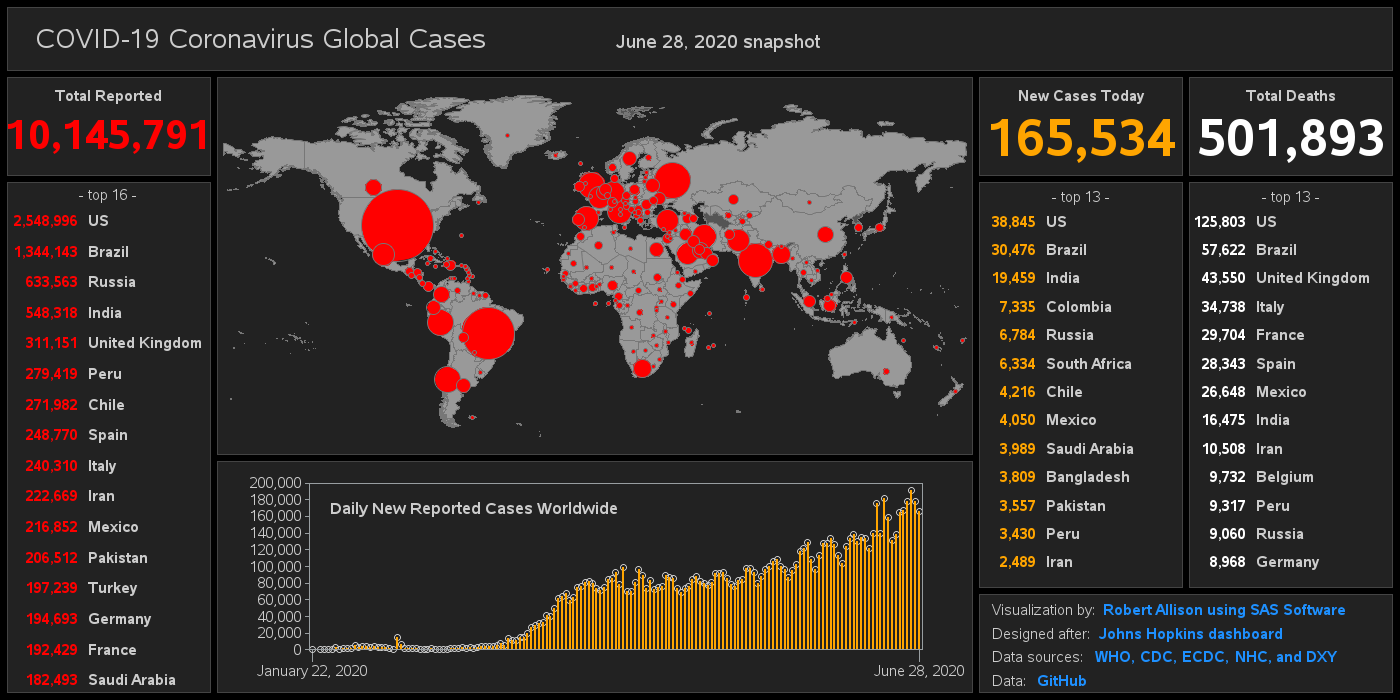 COVID-19 Coronavirus Global Cases
June 28, 2020 snapshot
Total Reported
10,145,791
- top 16 -
2,548,996 US
1,344,143 Brazil
633,563 Russia
548,318 India
311,151 United Kingdom
279,419 Peru
271,982 Chile
248,770 Spain
240,310 Italy
222,669 Iran
216,852 Mexico
206,512 Pakistan
197,239 Turkey
194,693 Germany
192,429 France
182,493 Saudi Arabia
Daily New Reported Cases Worldwide
200,000
180,000
160,000
140,000
120,000
100,000
80,000
60,000
40,000
20,000
0
January 22, 2020
June 28, 2020
New Cases Today
165,534
- top 13 -
38,845 US
30,476 Brazil
19,459 India
7,335 Colombia
6,784 Russia
6,334 South Africa
4,216 Chile
4,050 Mexico
3,989 Saudi Arabia
3,809 Bangladesh
3,557 Pakistan
3,430 Peru
2,489 Iran
Total Deaths
501,893
- top 13 -
125,803 US
57,622 Brazil
43,550 United Kingdom
34,738 Italy
29,704 France
28,343 Spain
26,648 Mexico
16,475 India
10,508 Iran
9,732 Belgium
9,317 Peru
9,060 Russia
8,968 Germany
Visualization by: Robert Allison using SAS Software
Designed after: Johns Hopkins dashboard
Data sources: WHO, CDC, ECDC, NHC, and DXY
Data: GitHub